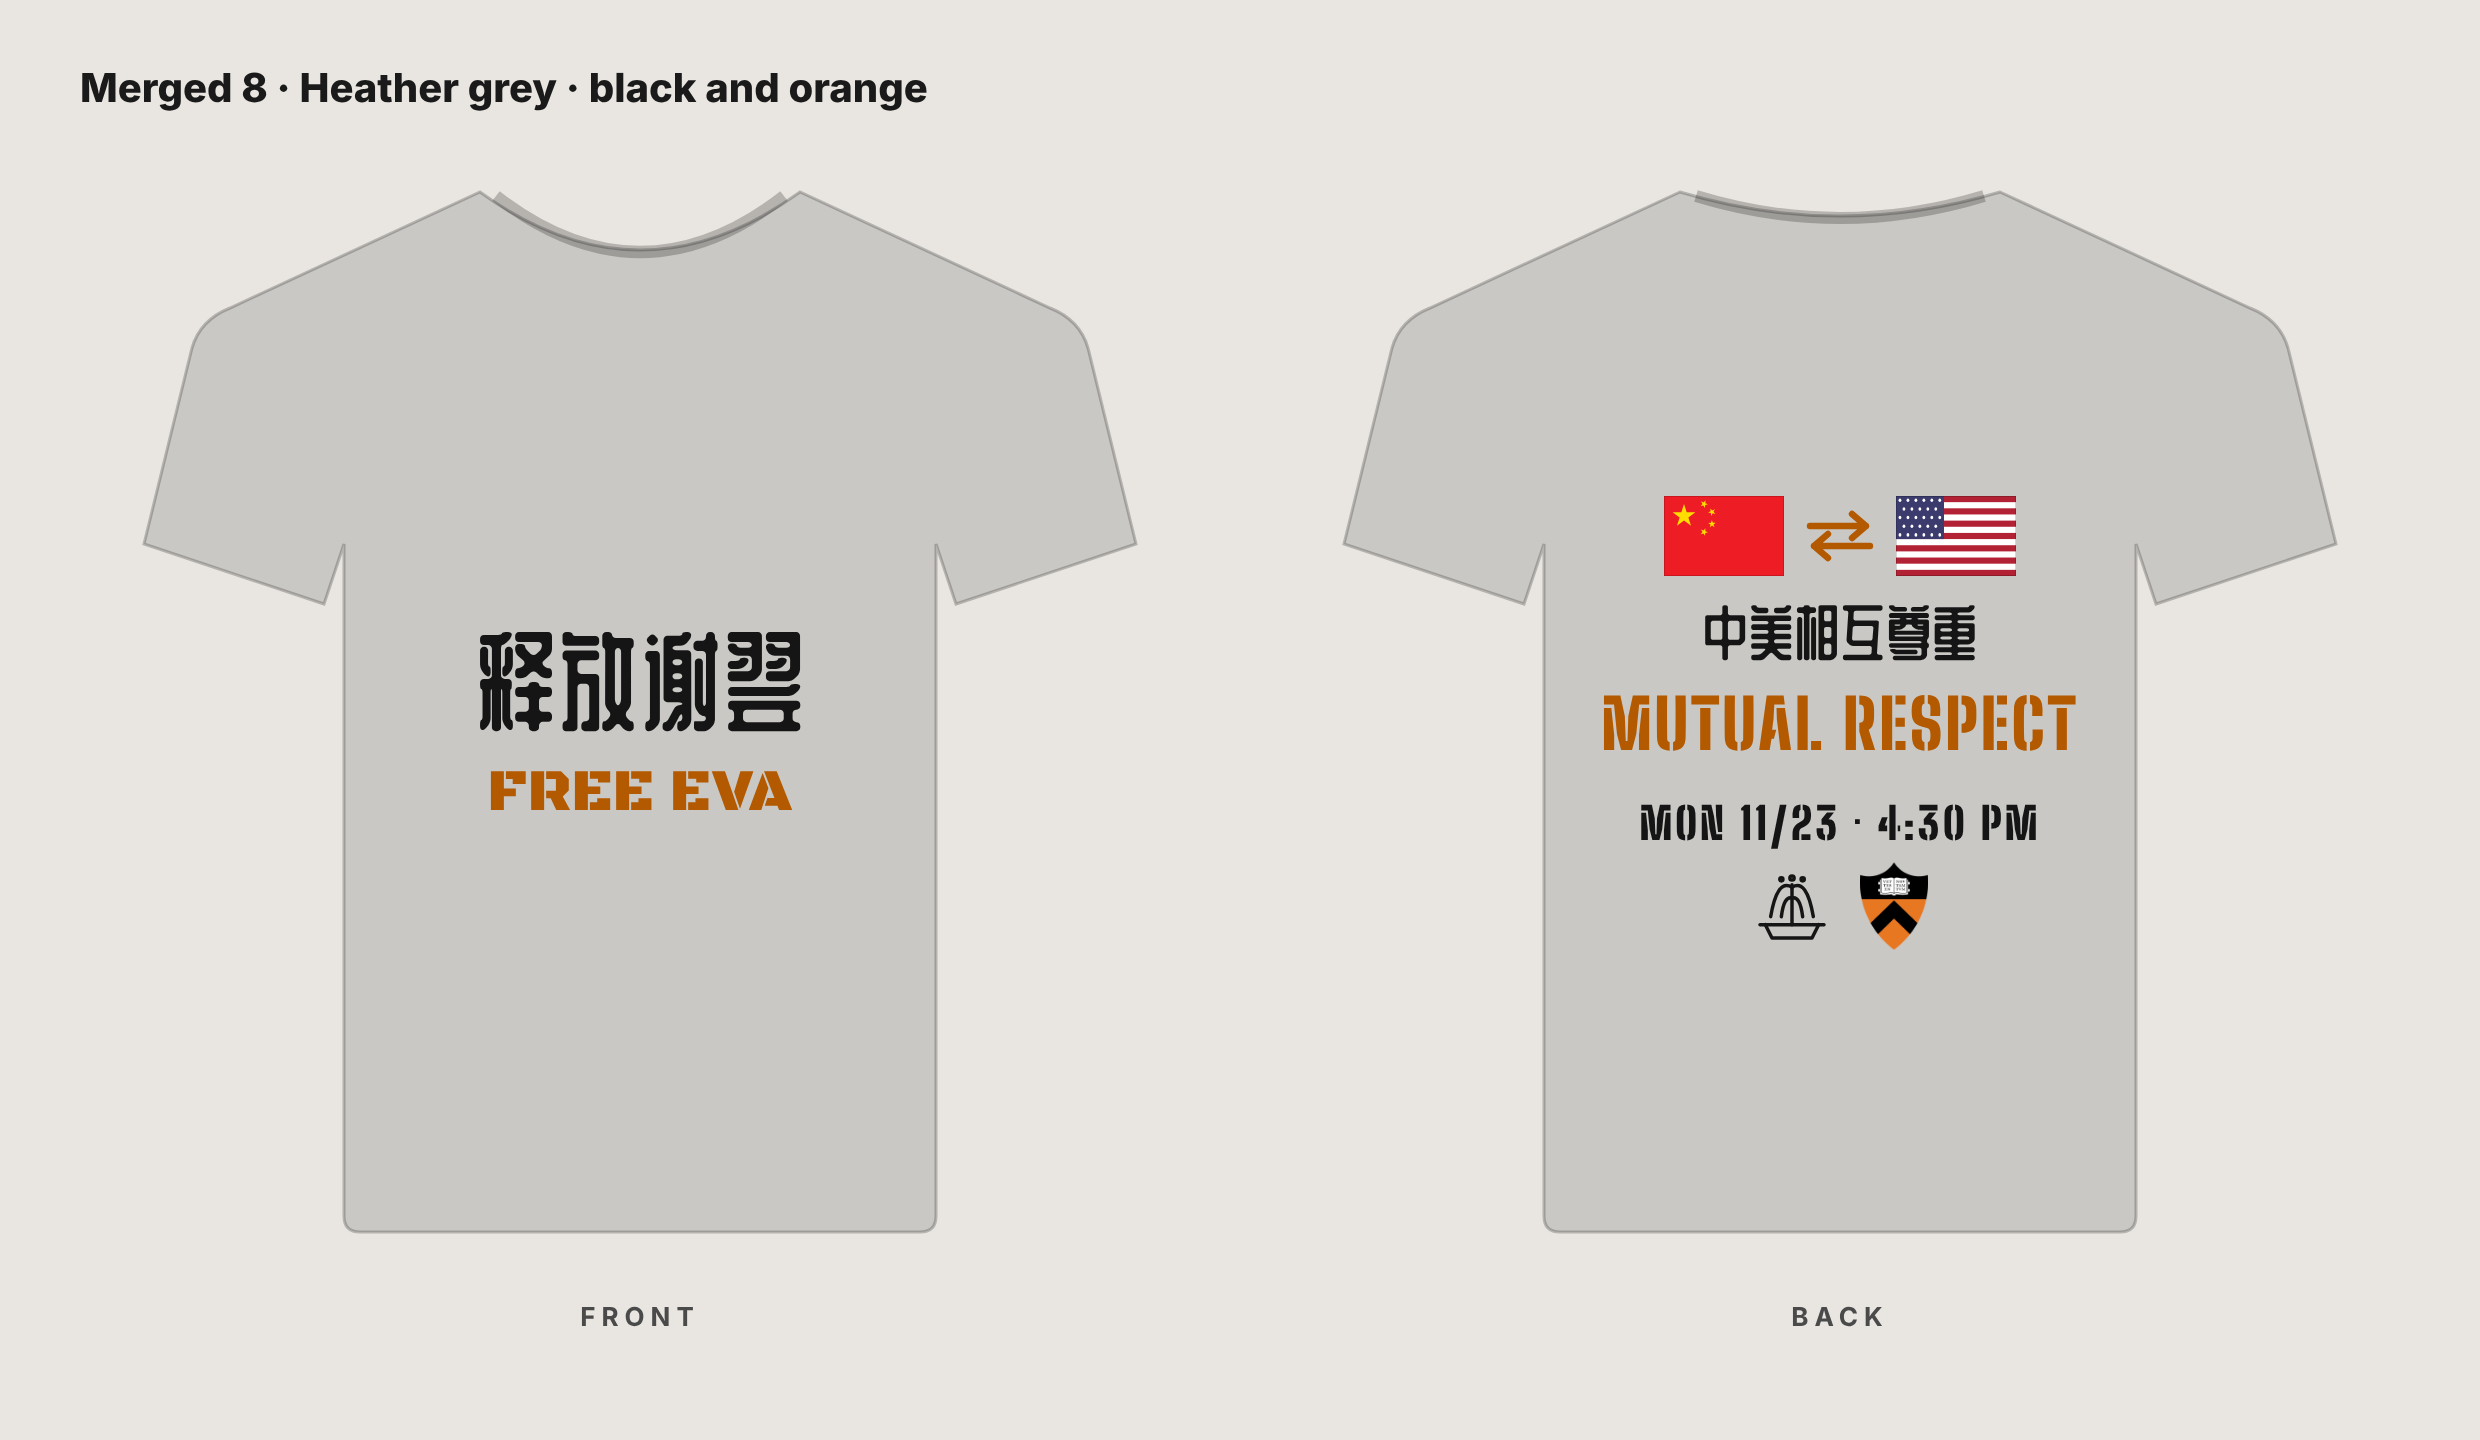 Merged 8 · Heather grey · black and orange
释放谢翌
FREE EVA
中美相互尊重
MUTUAL RESPECT
MON 11/23 · 4:30 PM
FRONT
BACK